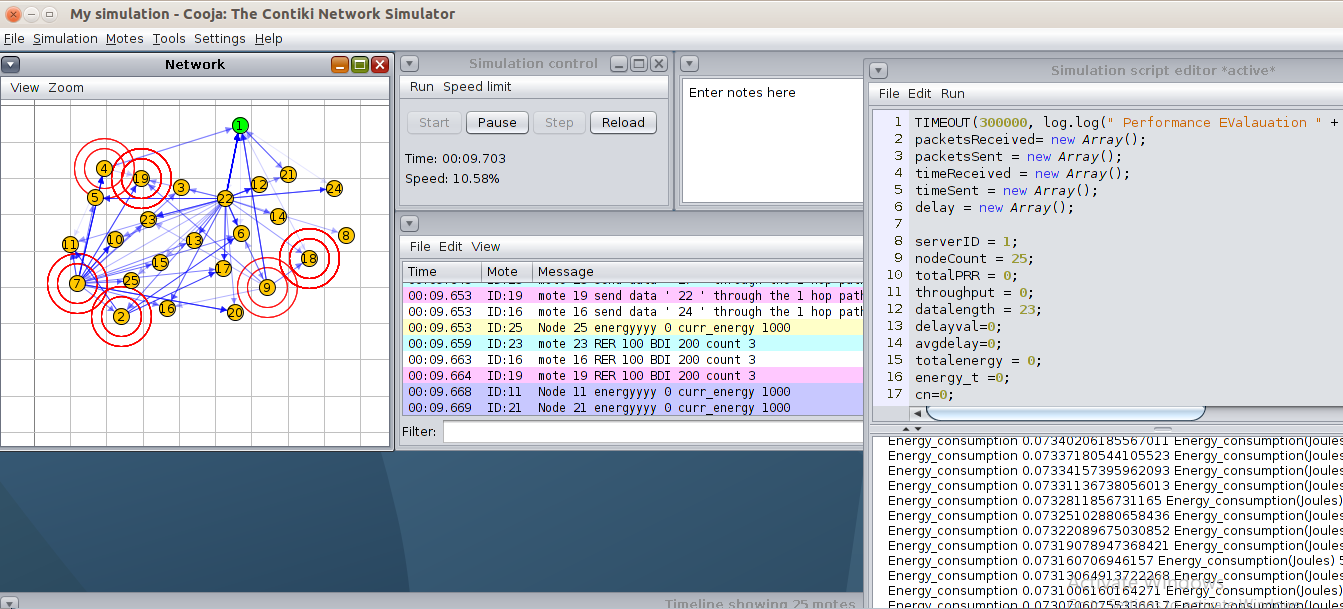 My simulation - Cooja: The Contiki Network Simulator
File Simulation Motes Tools Settings Help
Network
View Zoom
1
4
19
3
5
22
12
21
24
23
14
11
10
13
6
8
15
17
18
7
25
9
2
16
20
Simulation control
Run Speed limit
Start Pause Step Reload
Time: 00:09.703
Speed: 10.58%
Enter notes here
File Edit View
Time Mote Message
00:09.653 ID:19 mote 19 send data ' 22 ' through the 1 hop path
00:09.653 ID:16 mote 16 send data ' 24 ' through the 1 hop path
00:09.653 ID:25 Node 25 energyyyy 0 curr_energy 1000
00:09.659 ID:23 mote 23 RER 100 BDI 200 count 3
00:09.663 ID:16 mote 16 RER 100 BDI 200 count 3
00:09.664 ID:19 mote 19 RER 100 BDI 200 count 3
00:09.668 ID:11 Node 11 energyyyy 0 curr_energy 1000
00:09.669 ID:21 Node 21 energyyyy 0 curr_energy 1000
Filter:
Simulation script editor *active*
File Edit Run
1 TIMEOUT(300000, log.log(" Performance EValauation " +
2 packetsReceived= new Array();
3 packetsSent = new Array();
4 timeReceived = new Array();
5 timeSent = new Array();
6 delay = new Array();
7
8 serverID = 1;
9 nodeCount = 25;
10 totalPRR = 0;
11 throughput = 0;
12 datalength = 23;
13 delayval=0;
14 avgdelay=0;
15 totalenergy = 0;
16 energy_t =0;
17 cn=0;
Energy_consumption 0.07340206185567011 Energy_consumption(Joules
Energy_consumption 0.07337180544105523 Energy_consumption(Joules
Energy_consumption 0.07334157395962093 Energy_consumption(Joules
Energy_consumption 0.07331136738056013 Energy_consumption(Joules
Energy_consumption 0.0732811856731165 Energy_consumption(Joules)
Energy_consumption 0.07325102880658436 Energy_consumption(Joules
Energy_consumption 0.07322089675030852 Energy_consumption(Joules
Energy_consumption 0.07319078947368421 Energy_consumption(Joules
Energy_consumption 0.073160706946157 Energy_consumption(Joules) 5
Energy_consumption 0.07313064913722268 Energy_consumption(Joules
Energy_consumption 0.0731006160164271 Energy_consumption(Joules)
Activate Windows
Timeline showing 25 motes